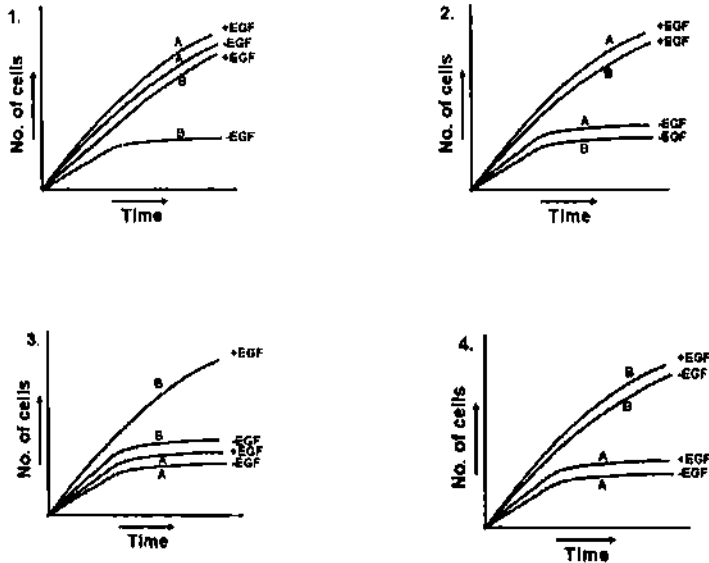 1.
No. of cells
A
+EGF
A
-EGF
B
+EGF
B
-EGF
Time
2.
No. of cells
A
+EGF
B
+EGF
A
-EGF
B
-EGF
Time
3.
No. of cells
B
+EGF
B
-EGF
A
+EGF
A
-EGF
Time
4.
No. of cells
B
+EGF
B
-EGF
A
+EGF
A
-EGF
Time